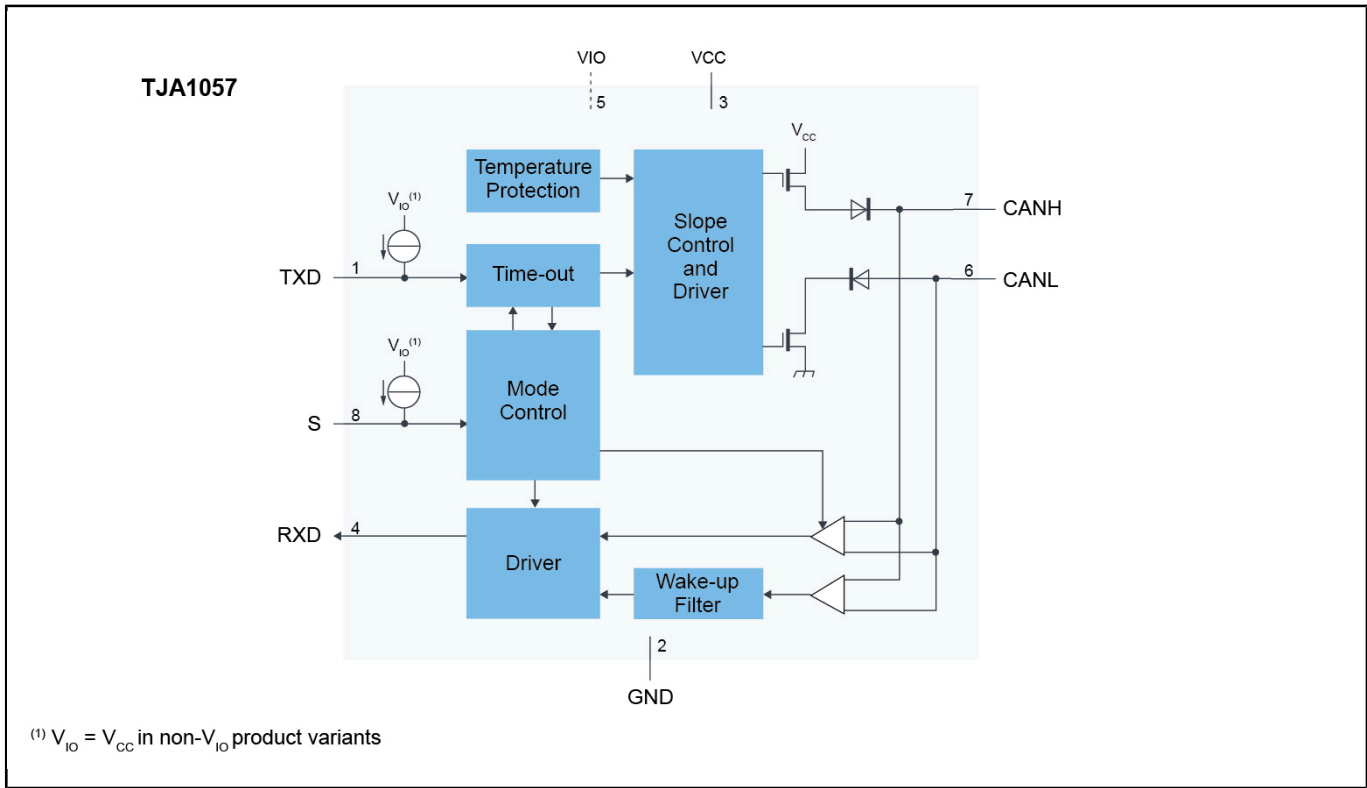 TJA1057
VIO
5
VCC
3
VCC
Temperature
Protection
Slope
Control
and
Driver
7
CANH
VIO(1)
TXD
1
Time-out
6
CANL
VIO(1)
Mode
Control
S
8
RXD
4
Driver
Wake-up
Filter
2
GND
(1) VIO = VCC in non-VIO product variants